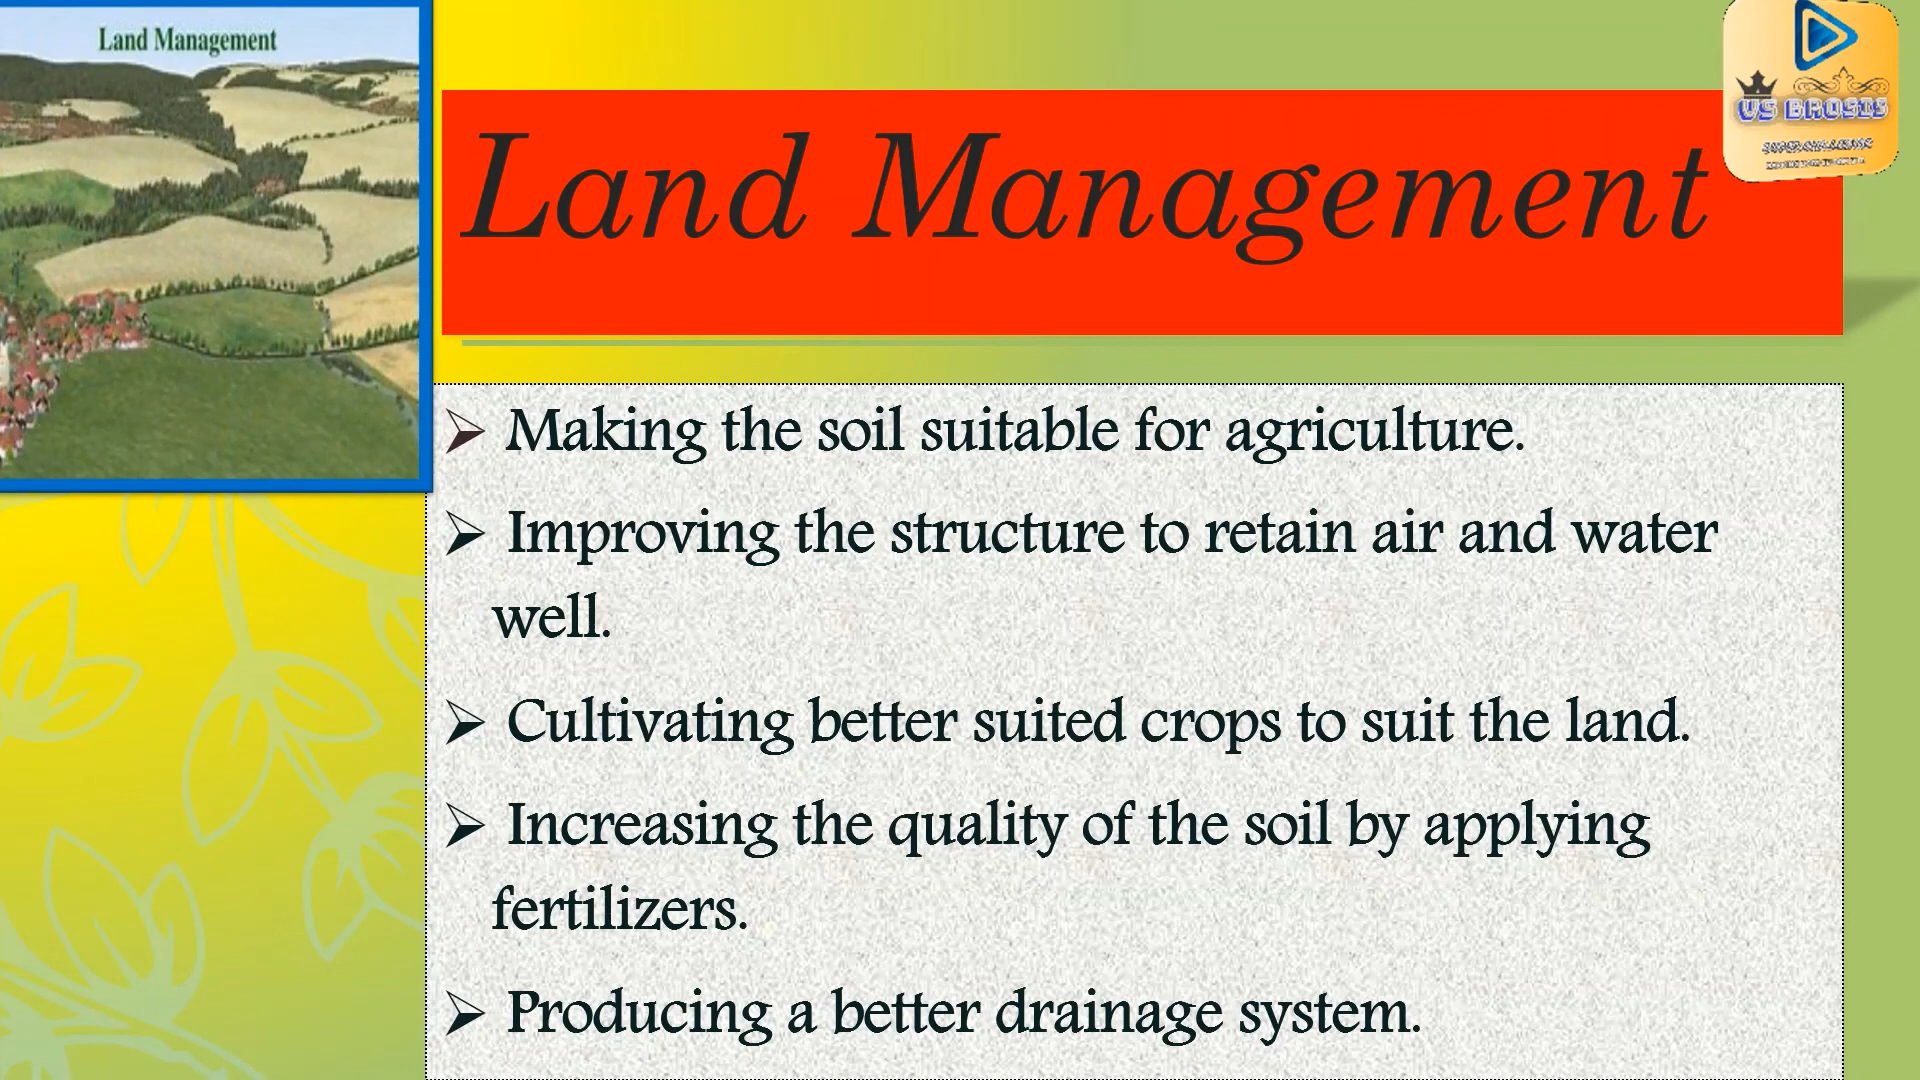 Land Management
VS BROSIS
Land Management
➢ Making the soil suitable for agriculture.
➢ Improving the structure to retain air and water
well.
➢ Cultivating better suited crops to suit the land.
➢ Increasing the quality of the soil by applying
fertilizers.
➢ Producing a better drainage system.